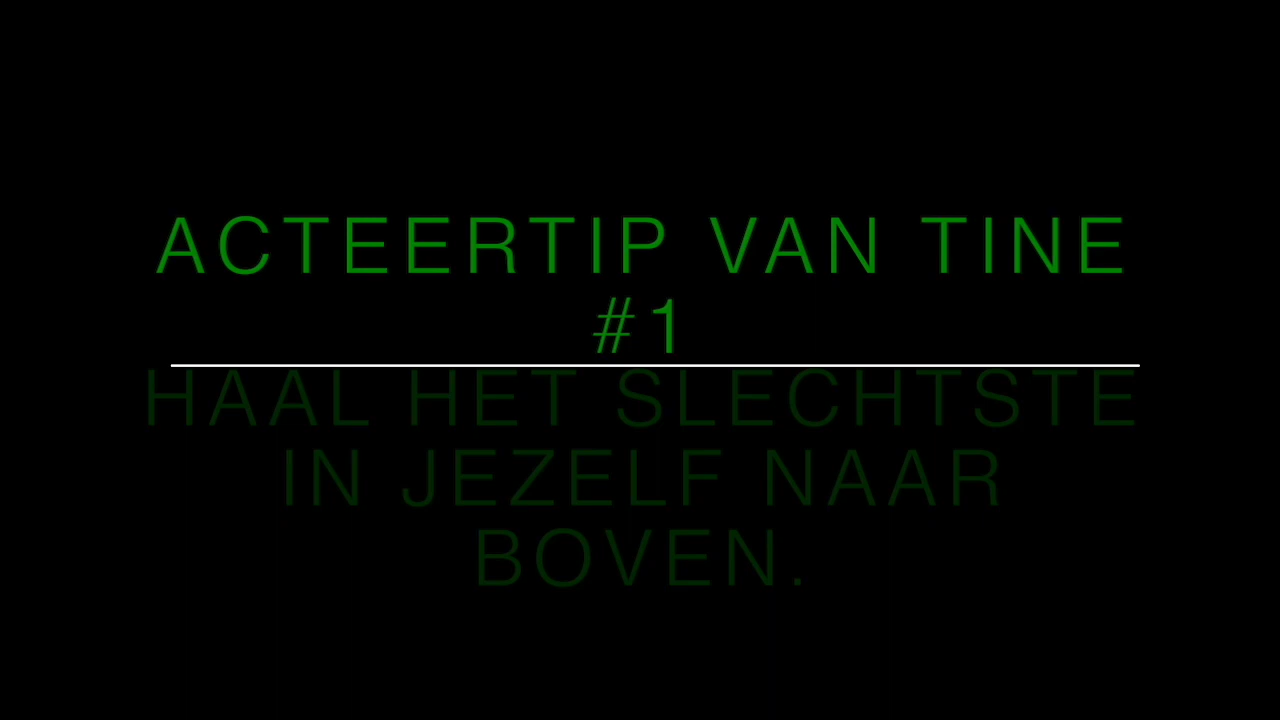 ACTEERTIP VAN TINE
#1
HAAL HET SLECHTSTE
IN JEZELF NAAR
BOVEN.